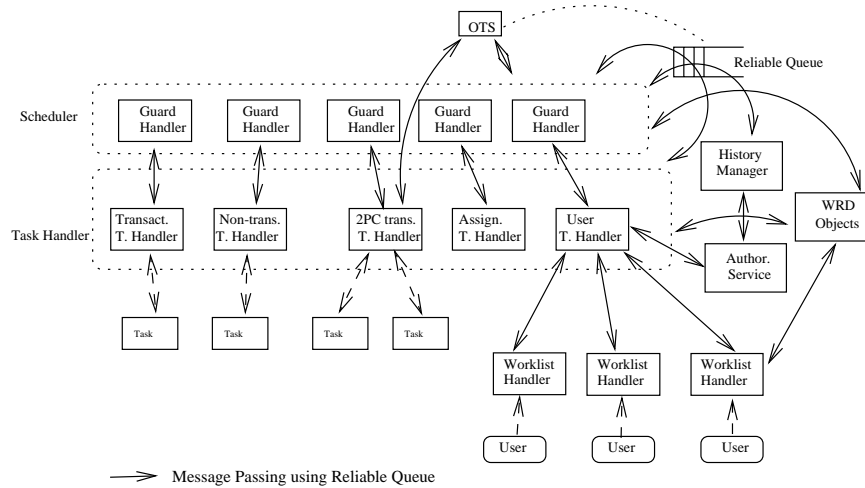 OTS
Reliable Queue
Scheduler
Guard
Handler
Guard
Handler
Guard
Handler
Guard
Handler
Guard
Handler
History
Manager
Task Handler
Transact.
T. Handler
Non-trans.
T. Handler
2PC trans.
T. Handler
Assign.
T. Handler
User
T. Handler
WRD
Objects
Author.
Service
Task
Task
Task
Task
Worklist
Handler
Worklist
Handler
Worklist
Handler
User
User
User
Message Passing using Reliable Queue